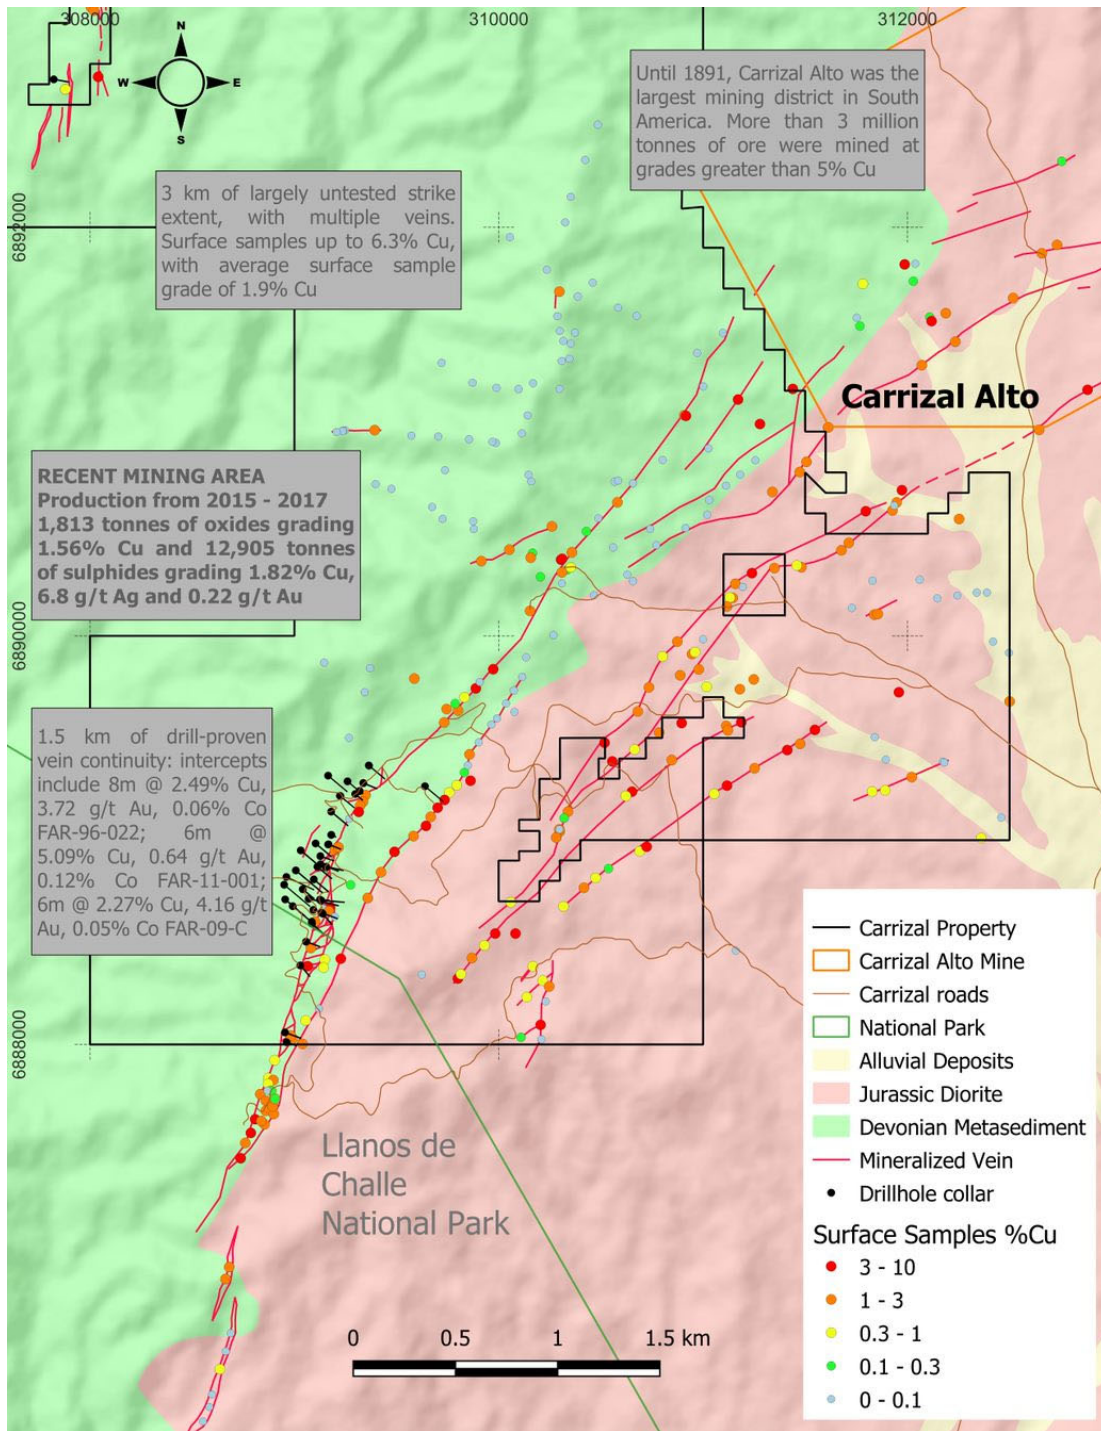 308000
310000
312000
N
W
E
S
Until 1891, Carrizal Alto was the
largest mining district in South
America. More than 3 million
tonnes of ore were mined at
grades greater than 5% Cu
3 km of largely untested strike
extent, with multiple veins.
Surface samples up to 6.3% Cu,
with average surface sample
grade of 1.9% Cu
6892000
Carrizal Alto
RECENT MINING AREA
Production from 2015 - 2017
1,813 tonnes of oxides grading
1.56% Cu and 12,905 tonnes
of sulphides grading 1.82% Cu,
6.8 g/t Ag and 0.22 g/t Au
6890000
1.5 km of drill-proven
vein continuity: intercepts
include 8m @ 2.49% Cu,
3.72 g/t Au, 0.06% Co
FAR-96-022; 6m @
5.09% Cu, 0.64 g/t Au,
0.12% Co FAR-11-001;
6m @ 2.27% Cu, 4.16 g/t
Au, 0.05% Co FAR-09-C
6888000
Llanos de
Challe
National Park
0 0.5 1 1.5 km
Carrizal Property
Carrizal Alto Mine
Carrizal roads
National Park
Alluvial Deposits
Jurassic Diorite
Devonian Metasediment
Mineralized Vein
Drillhole collar
Surface Samples %Cu
3 - 10
1 - 3
0.3 - 1
0.1 - 0.3
0 - 0.1